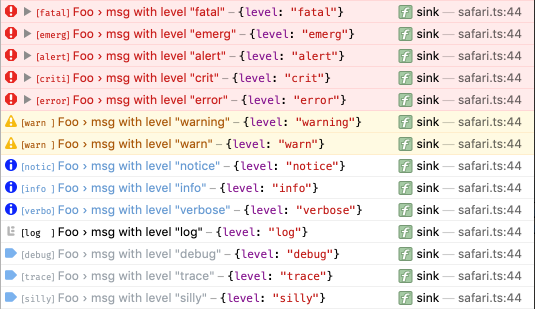 [fatal] Foo › msg with level "fatal" – {level: "fatal"} f sink — safari.ts:44
[emerg] Foo › msg with level "emerg" – {level: "emerg"} f sink — safari.ts:44
[alert] Foo › msg with level "alert" – {level: "alert"} f sink — safari.ts:44
[criti] Foo › msg with level "crit" – {level: "crit"} f sink — safari.ts:44
[error] Foo › msg with level "error" – {level: "error"} f sink — safari.ts:44
[warn ] Foo › msg with level "warning" – {level: "warning"} f sink — safari.ts:44
[warn ] Foo › msg with level "warn" – {level: "warn"} f sink — safari.ts:44
[notic] Foo › msg with level "notice" – {level: "notice"} f sink — safari.ts:44
[info ] Foo › msg with level "info" – {level: "info"} f sink — safari.ts:44
[verbo] Foo › msg with level "verbose" – {level: "verbose"} f sink — safari.ts:44
[log  ] Foo › msg with level "log" – {level: "log"} f sink — safari.ts:44
[debug] Foo › msg with level "debug" – {level: "debug"} f sink — safari.ts:44
[trace] Foo › msg with level "trace" – {level: "trace"} f sink — safari.ts:44
[silly] Foo › msg with level "silly" – {level: "silly"} f sink — safari.ts:44